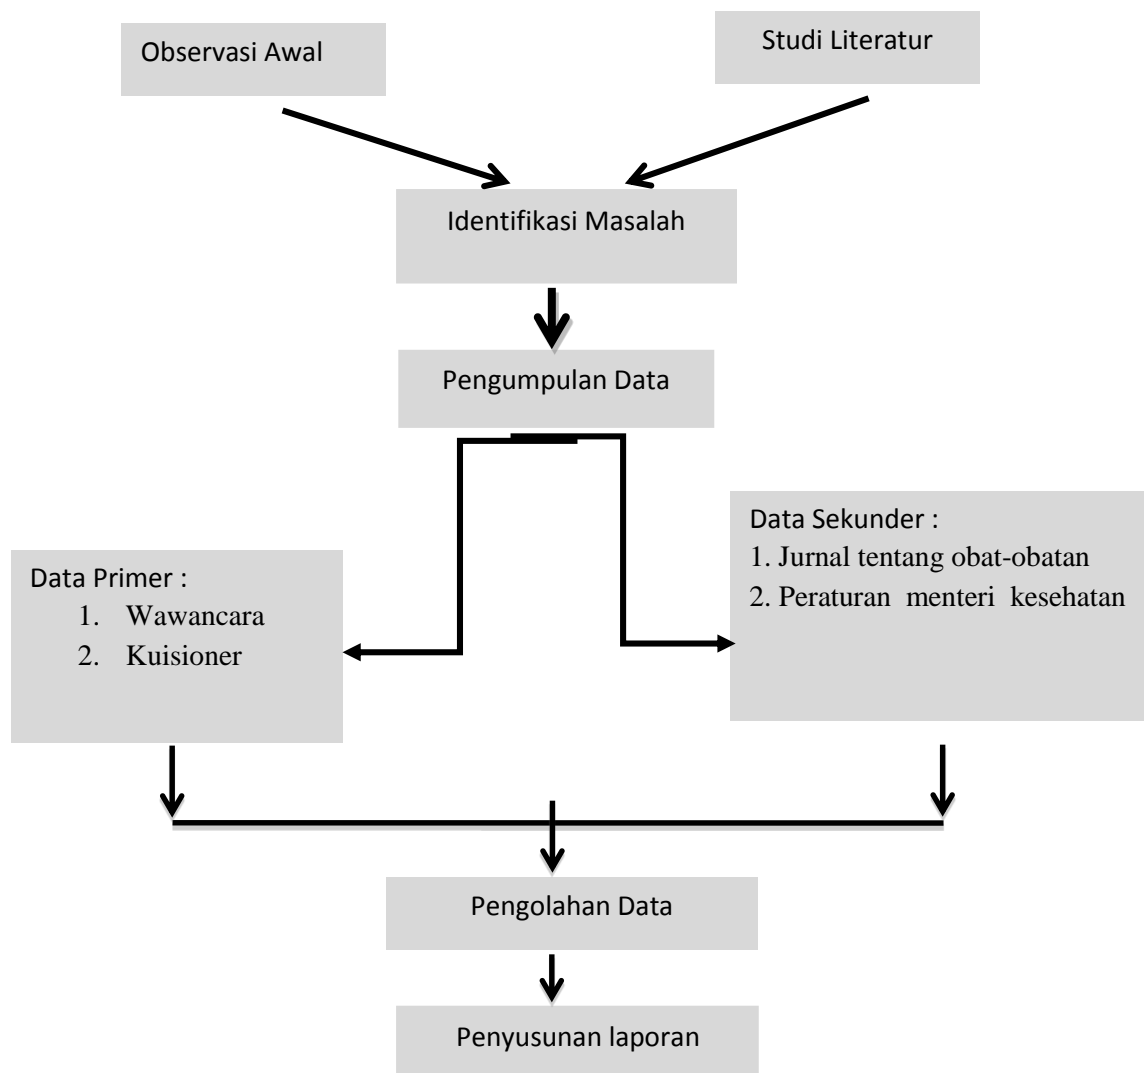 Observasi Awal
Studi Literatur
Identifikasi Masalah
Pengumpulan Data
Data Primer :
1. Wawancara
2. Kuisioner
Data Sekunder :
1. Jurnal tentang obat-obatan
2. Peraturan menteri kesehatan
Pengolahan Data
Penyusunan laporan